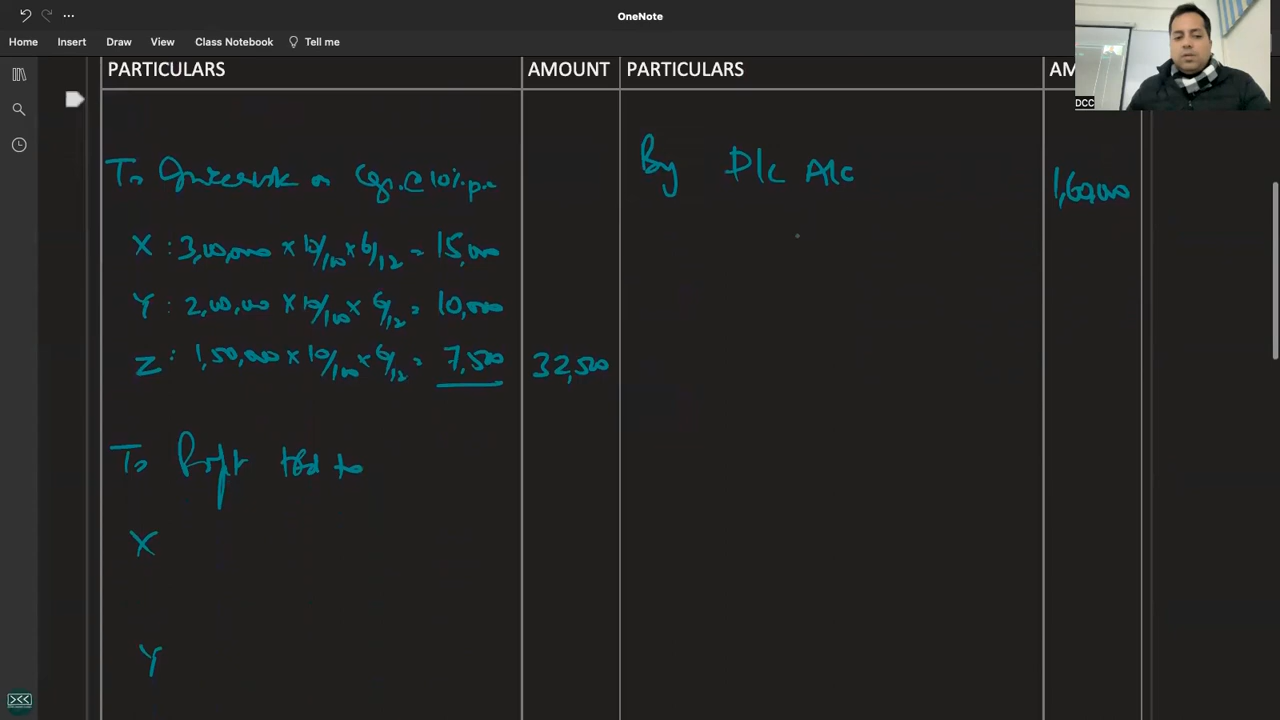 OneNote
Home Insert Draw View Class Notebook Tell me
PARTICULARS AMOUNT PARTICULARS AM
DCC
To Interest on Cap. @ 10% p.a
By P/L A/c 1,60,000
X : 3,00,000 × 10/100 × 6/12 = 15,000
Y : 2,00,000 × 10/100 × 6/12 = 10,000
Z : 1,50,000 × 10/100 × 6/12 = 7,500 32,500
To Profit tfd to
X
Y